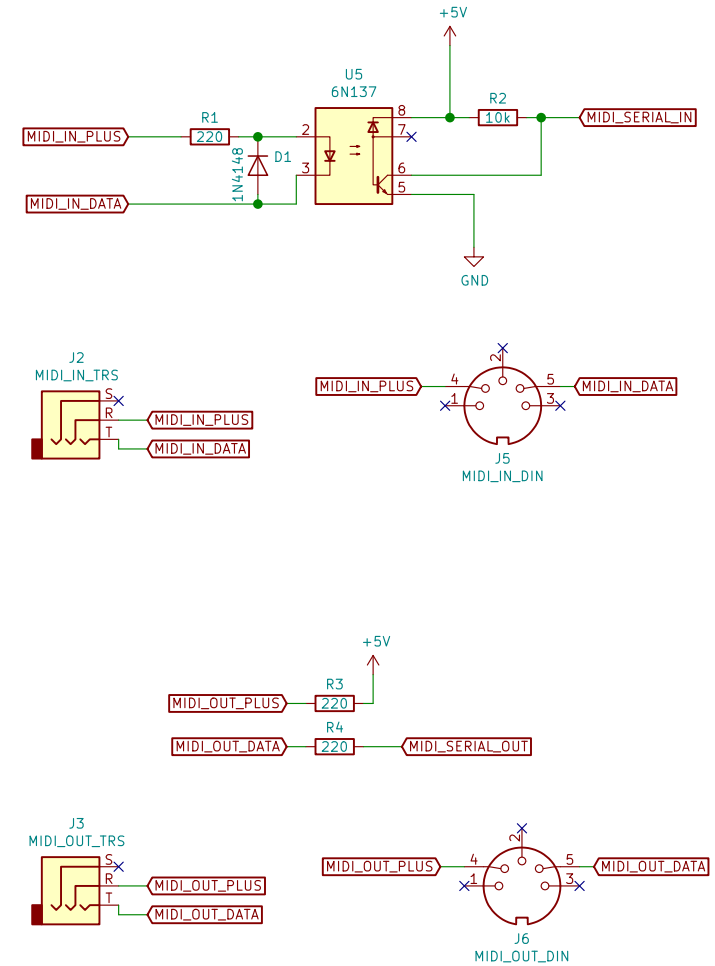 +5V
U5
6N137
R1
220
R2
10k
MIDI_IN_PLUS
MIDI_IN_DATA
1N4148
D1
2
3
8
7
6
5
MIDI_SERIAL_IN
GND
J2
MIDI_IN_TRS
S
R
T
MIDI_IN_PLUS
MIDI_IN_DATA
MIDI_IN_PLUS
2
4
5
1
3
MIDI_IN_DATA
J5
MIDI_IN_DIN
+5V
R3
MIDI_OUT_PLUS
220
R4
MIDI_OUT_DATA
220
MIDI_SERIAL_OUT
J3
MIDI_OUT_TRS
S
R
T
MIDI_OUT_PLUS
MIDI_OUT_DATA
MIDI_OUT_PLUS
2
4
5
1
3
MIDI_OUT_DATA
J6
MIDI_OUT_DIN